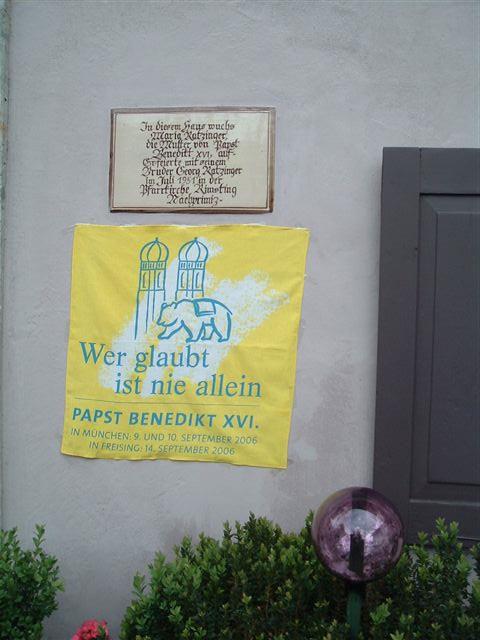 In diesem Haus wuchs
Maria Ratzinger,
die Mutter von Papst
Benedikt XVI. auf.
Er feierte mit seinem
Bruder Georg Ratzinger
im Juli 1951 in der
Pfarrkirche Rimsting
Nachprimiz.
Wer glaubt
ist nie allein
PAPST BENEDIKT XVI.
IN MÜNCHEN: 9. UND 10. SEPTEMBER 2006
IN FREISING: 14. SEPTEMBER 2006